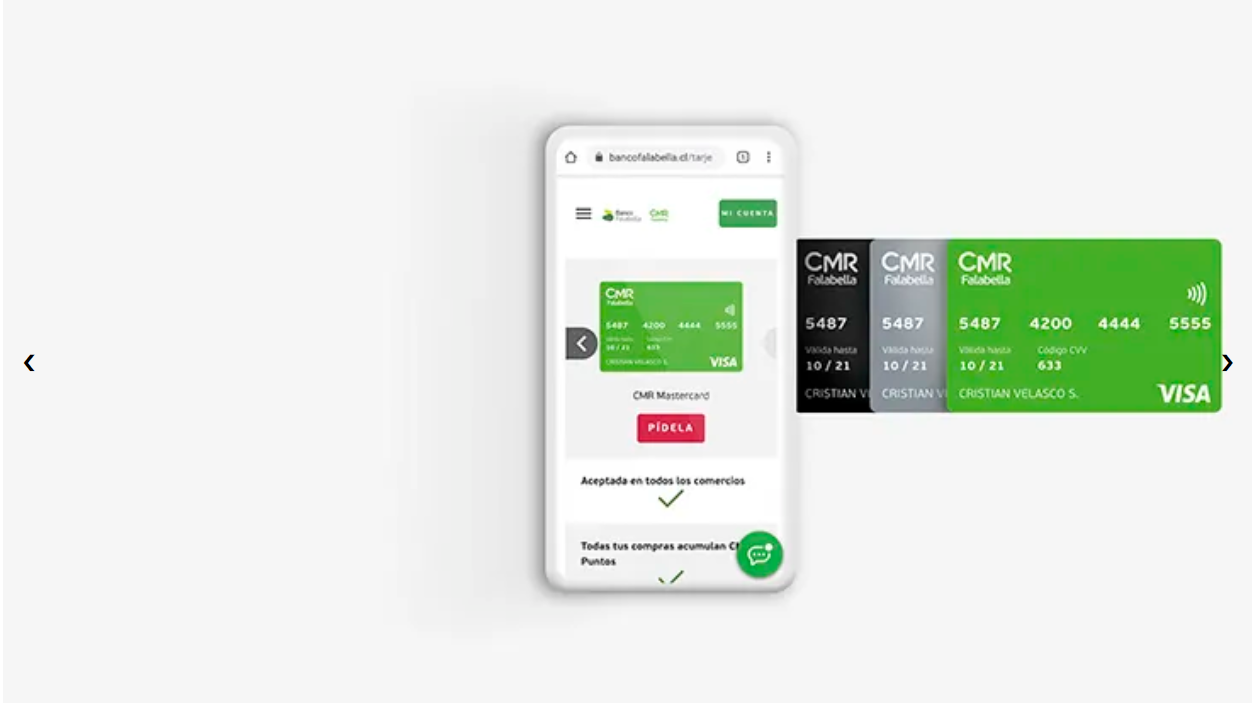 bancofalabella.cl/tarje
Banco Falabella
CMR
MI CUENTA
CMR
Falabella
5487 4200 4444 5555
10 / 21 633
CRISTIAN VELASCO S.
VISA
CMR Mastercard
PÍDELA
Aceptada en todos los comercios
Todas tus compras acumulan C
Puntos
CMR
Falabella
5487
Válida hasta
10 / 21
CRISTIAN V
CMR
Falabella
5487
Válida hasta
10 / 21
CRISTIAN V
CMR
Falabella
5487 4200 4444 5555
Válida hasta Código CVV
10 / 21 633
CRISTIAN VELASCO S.
VISA